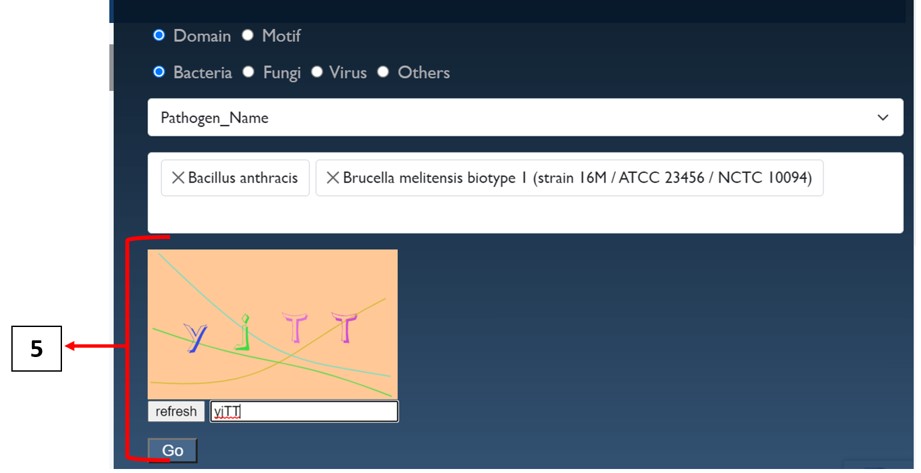 Domain Motif
Bacteria Fungi Virus Others
Pathogen_Name
Bacillus anthracis Brucella melitensis biotype 1 (strain 16M / ATCC 23456 / NCTC 10094)
y j T T
5
refresh yjTT
Go